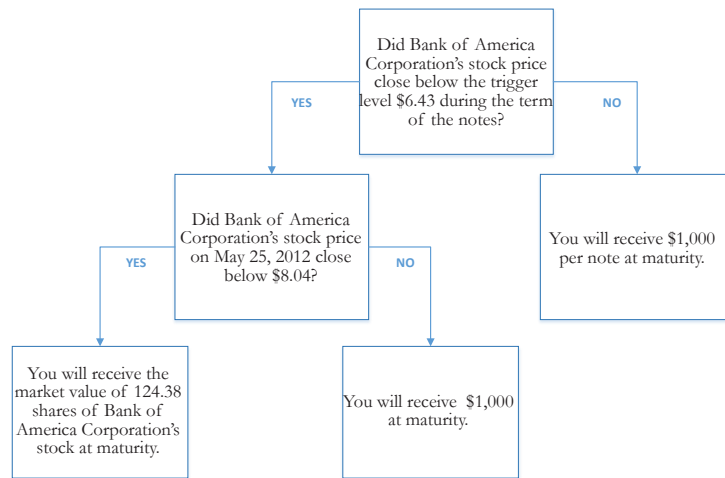 Did Bank of America
Corporation's stock price
close below the trigger
level $6.43 during the term
of the notes?
YES
NO
Did Bank of America
Corporation's stock price
on May 25, 2012 close
below $8.04?
You will receive $1,000
per note at maturity.
YES
NO
You will receive the
market value of 124.38
shares of Bank of
America Corporation's
stock at maturity.
You will receive $1,000
at maturity.